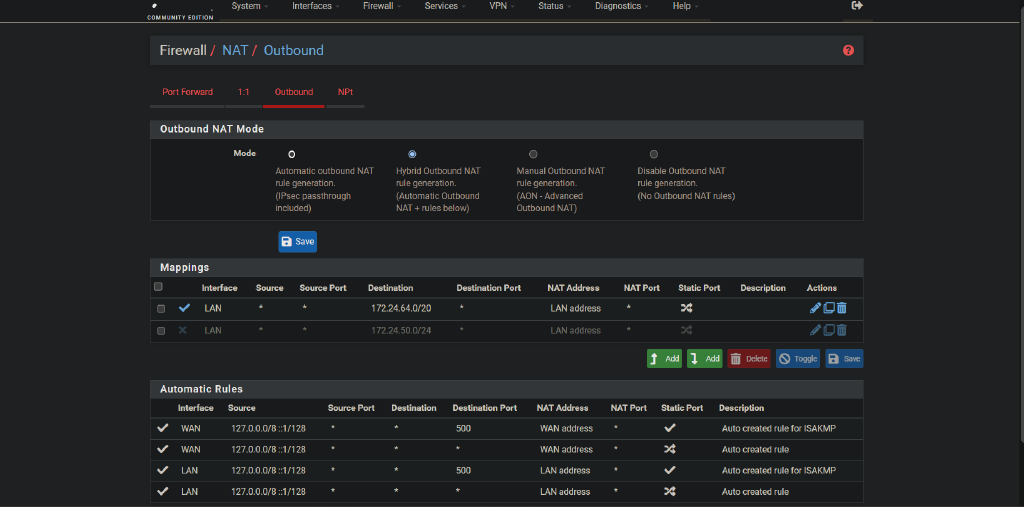 COMMUNITY EDITION
System Interfaces Firewall Services VPN Status Diagnostics Help
Firewall / NAT / Outbound
Port Forward 1:1 Outbound NPt
Outbound NAT Mode
Mode
Automatic outbound NAT rule generation. (IPsec passthrough included)
Hybrid Outbound NAT rule generation. (Automatic Outbound NAT + rules below)
Manual Outbound NAT rule generation. (AON - Advanced Outbound NAT)
Disable Outbound NAT rule generation. (No Outbound NAT rules)
Save
Mappings
Interface Source Source Port Destination Destination Port NAT Address NAT Port Static Port Description Actions
LAN * * 172.24.64.0/20 * LAN address *
LAN * * 172.24.50.0/24 * LAN address *
Add Add Delete Toggle Save
Automatic Rules
Interface Source Source Port Destination Destination Port NAT Address NAT Port Static Port Description
WAN 127.0.0.0/8 ::1/128 * * 500 WAN address * Auto created rule for ISAKMP
WAN 127.0.0.0/8 ::1/128 * * * WAN address * Auto created rule
LAN 127.0.0.0/8 ::1/128 * * 500 LAN address * Auto created rule for ISAKMP
LAN 127.0.0.0/8 ::1/128 * * * LAN address * Auto created rule